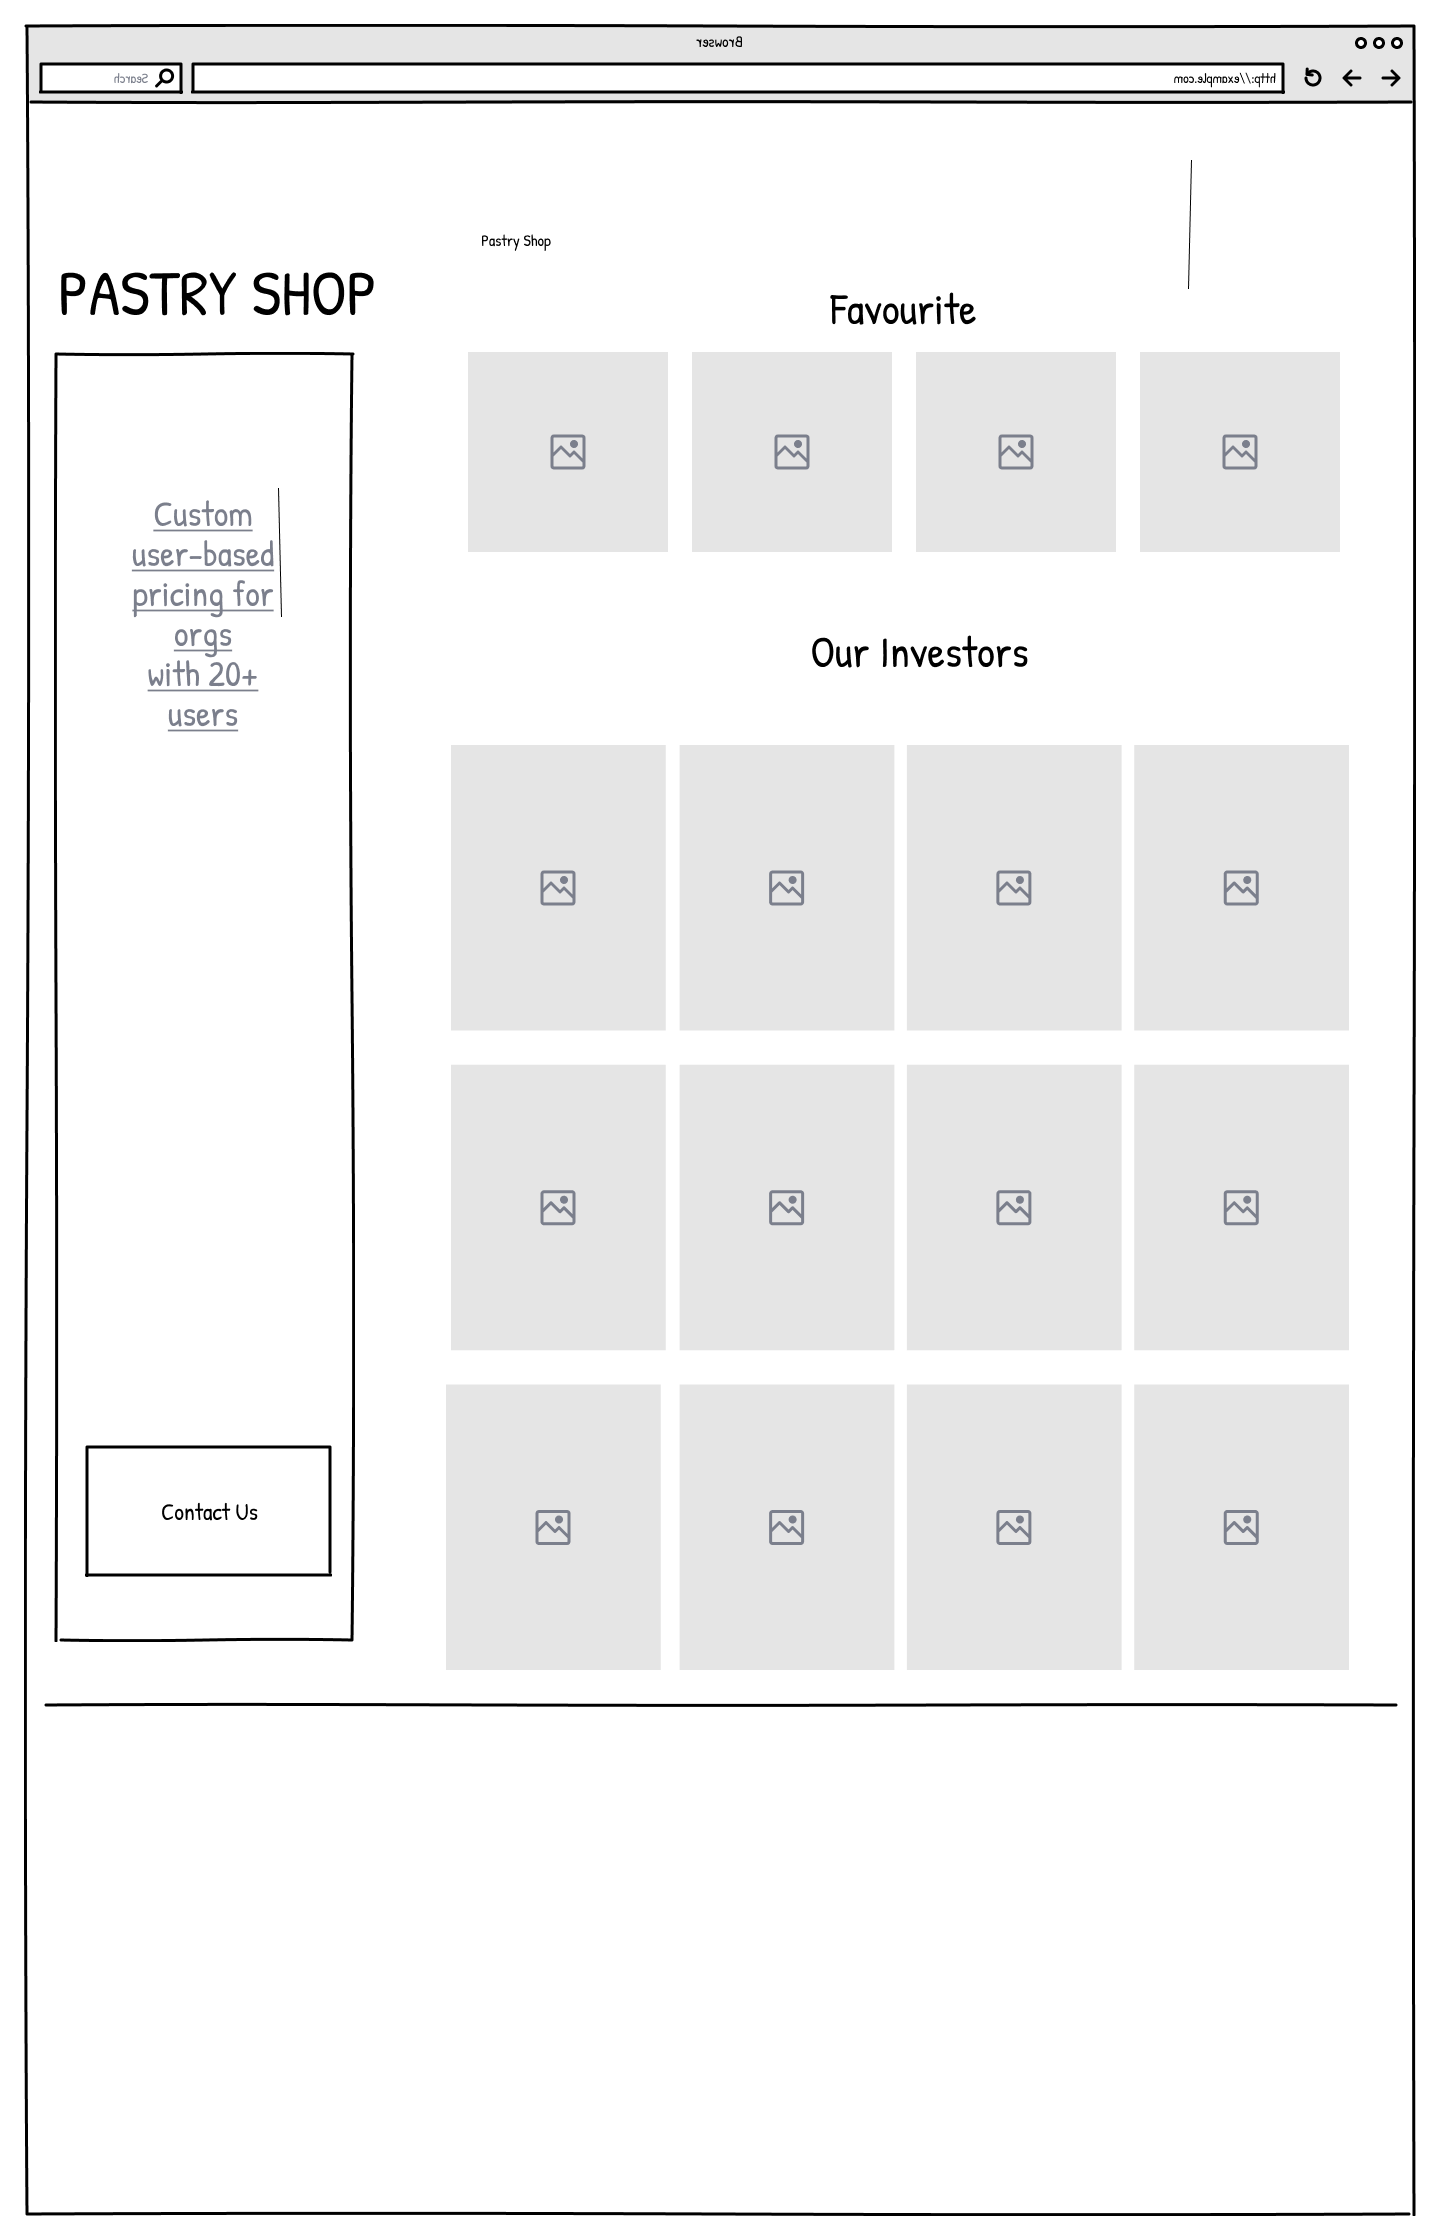 Browser
http://example.com
Search
Pastry Shop
PASTRY SHOP
Favourite
Custom
user-based
pricing for
orgs
with 20+
users
Our Investors
Contact Us